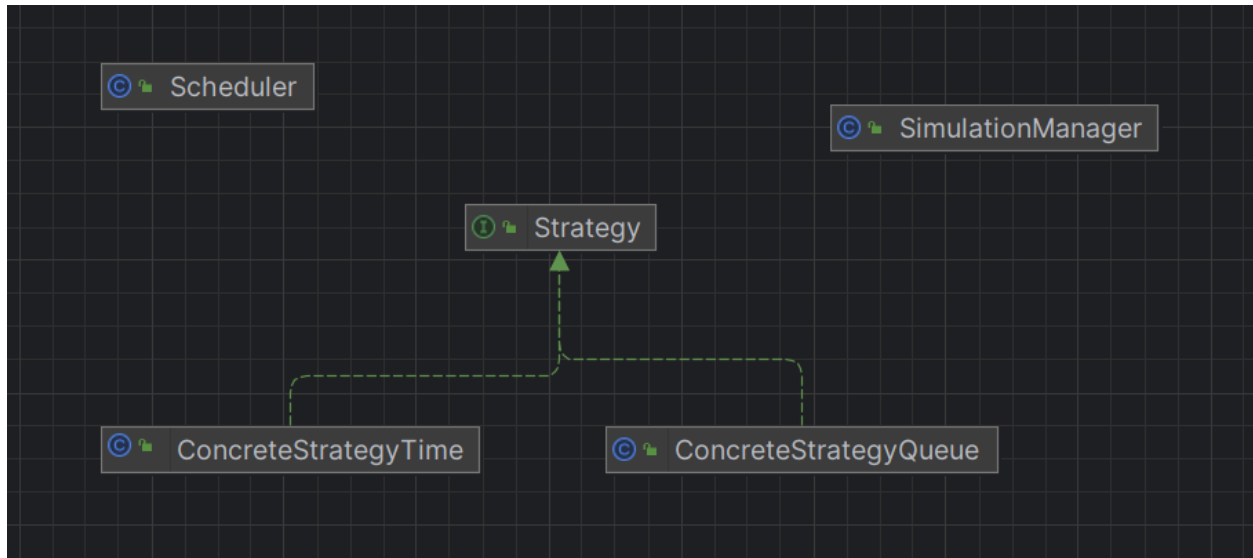 Scheduler
SimulationManager
Strategy
ConcreteStrategyTime
ConcreteStrategyQueue